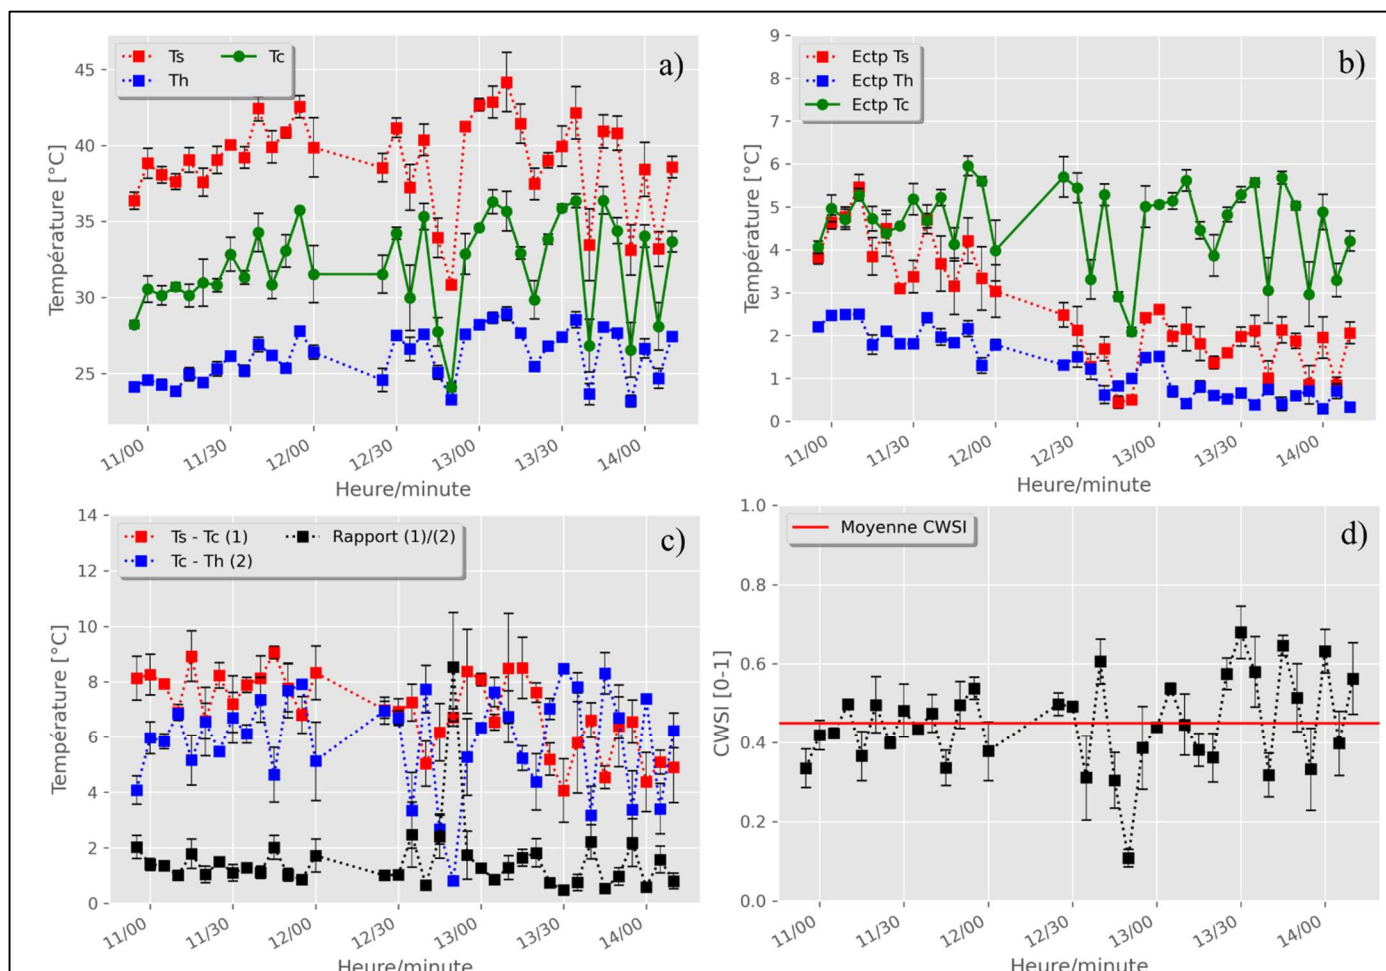 Ts
Tc
Th
a)
Température [°C]
45
40
35
30
25
11/00
11/30
12/00
12/30
13/00
13/30
14/00
Heure/minute
Ectp Ts
Ectp Th
Ectp Tc
b)
Température [°C]
9
8
7
6
5
4
3
2
1
0
11/00
11/30
12/00
12/30
13/00
13/30
14/00
Heure/minute
Ts - Tc (1)
Rapport (1)/(2)
Tc - Th (2)
c)
Température [°C]
14
12
10
8
6
4
2
0
11/00
11/30
12/00
12/30
13/00
13/30
14/00
Heure/minute
Moyenne CWSI
d)
CWSI [0-1]
1.0
0.8
0.6
0.4
0.2
0.0
11/00
11/30
12/00
12/30
13/00
13/30
14/00
Heure/minute